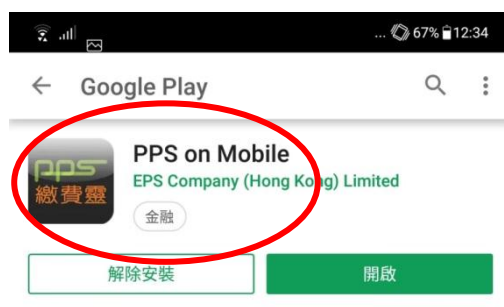 ... 67% 12:34
Google Play
pps
繳費靈
PPS on Mobile
EPS Company (Hong Kong) Limited
金融
解除安裝
開啟